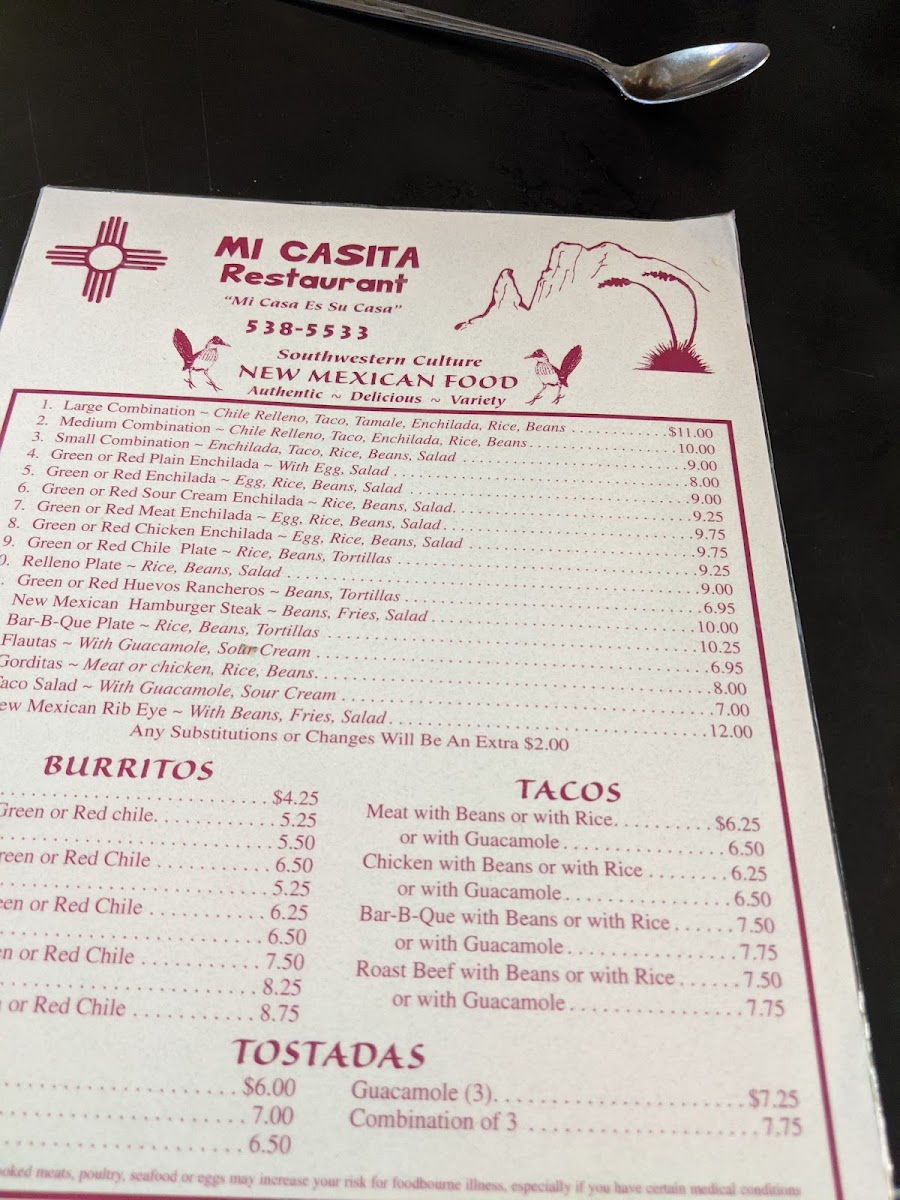 MI CASITA
Restaurant
"Mi Casa Es Su Casa"
538-5533
Southwestern Culture
NEW MEXICAN FOOD
Authentic ~ Delicious ~ Variety
1. Large Combination ~ Chile Relleno, Taco, Tamale, Enchilada, Rice, Beans ............$11.00
2. Medium Combination ~ Chile Relleno, Taco, Enchilada, Rice, Beans............10.00
3. Small Combination ~ Enchilada, Taco, Rice, Beans, Salad............9.00
4. Green or Red Plain Enchilada ~ With Egg, Salad............8.00
5. Green or Red Enchilada ~ Egg, Rice, Beans, Salad............9.00
6. Green or Red Sour Cream Enchilada ~ Rice, Beans, Salad............9.25
7. Green or Red Meat Enchilada ~ Egg, Rice, Beans, Salad............9.75
8. Green or Red Chicken Enchilada ~ Egg, Rice, Beans, Salad............9.75
9. Green or Red Chile Plate ~ Rice, Beans, Tortillas............9.25
0. Relleno Plate ~ Rice, Beans, Salad............9.00
. Green or Red Huevos Rancheros ~ Beans, Tortillas............6.95
New Mexican Hamburger Steak ~ Beans, Fries, Salad............10.00
Bar-B-Que Plate ~ Rice, Beans, Tortillas............10.25
Flautas ~ With Guacamole, Sour Cream............6.95
Gorditas ~ Meat or chicken, Rice, Beans............8.00
aco Salad ~ With Guacamole, Sour Cream............7.00
ew Mexican Rib Eye ~ With Beans, Fries, Salad............12.00
Any Substitutions or Changes Will Be An Extra $2.00
BURRITOS
............$4.25
Green or Red chile............5.25
............5.50
reen or Red Chile............6.50
............5.25
en or Red Chile............6.25
............6.50
n or Red Chile............7.50
............8.25
or Red Chile............8.75
TACOS
Meat with Beans or with Rice............$6.25
or with Guacamole............6.50
Chicken with Beans or with Rice............6.25
or with Guacamole............6.50
Bar-B-Que with Beans or with Rice............7.50
or with Guacamole............7.75
Roast Beef with Beans or with Rice............7.50
or with Guacamole............7.75
TOSTADAS
............$6.00
............7.00
............6.50
Guacamole (3)............$7.25
Combination of 3............7.75
ooked meats, poultry, seafood or eggs may increase your risk for foodbourne illness, especially if you have certain medical conditions